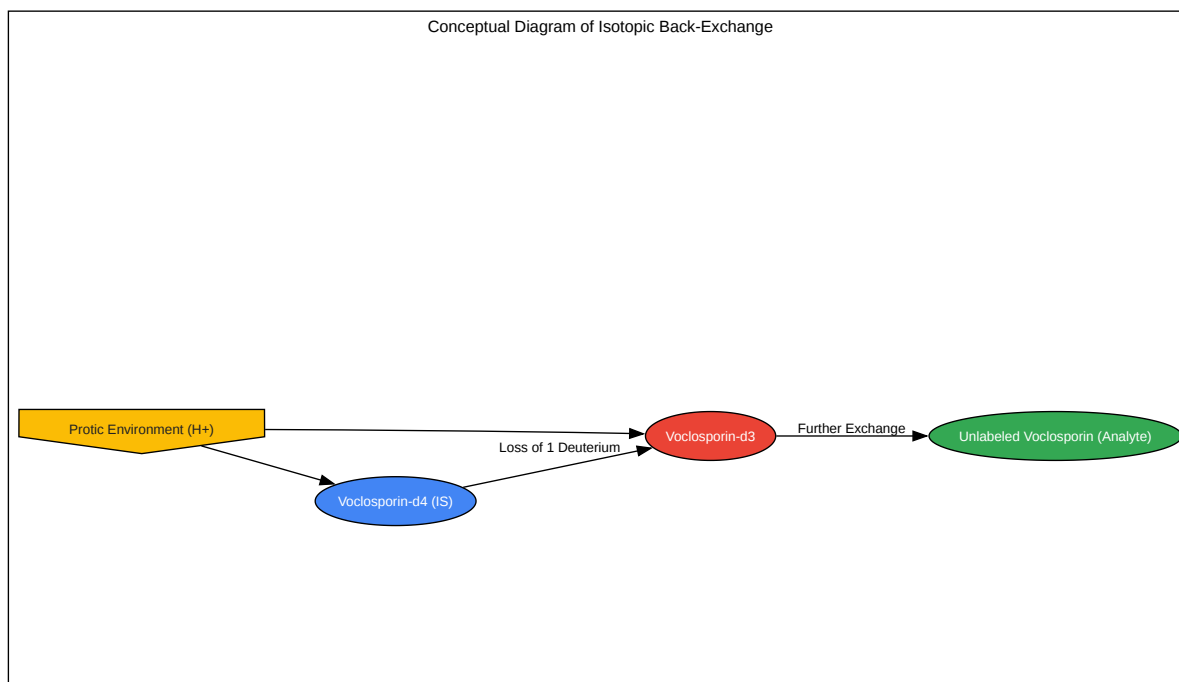 Conceptual Diagram of Isotopic Back-Exchange
Protic Environment (H+)
Voclosporin-d3
Further Exchange
Unlabeled Voclosporin (Analyte)
Loss of 1 Deuterium
Voclosporin-d4 (IS)